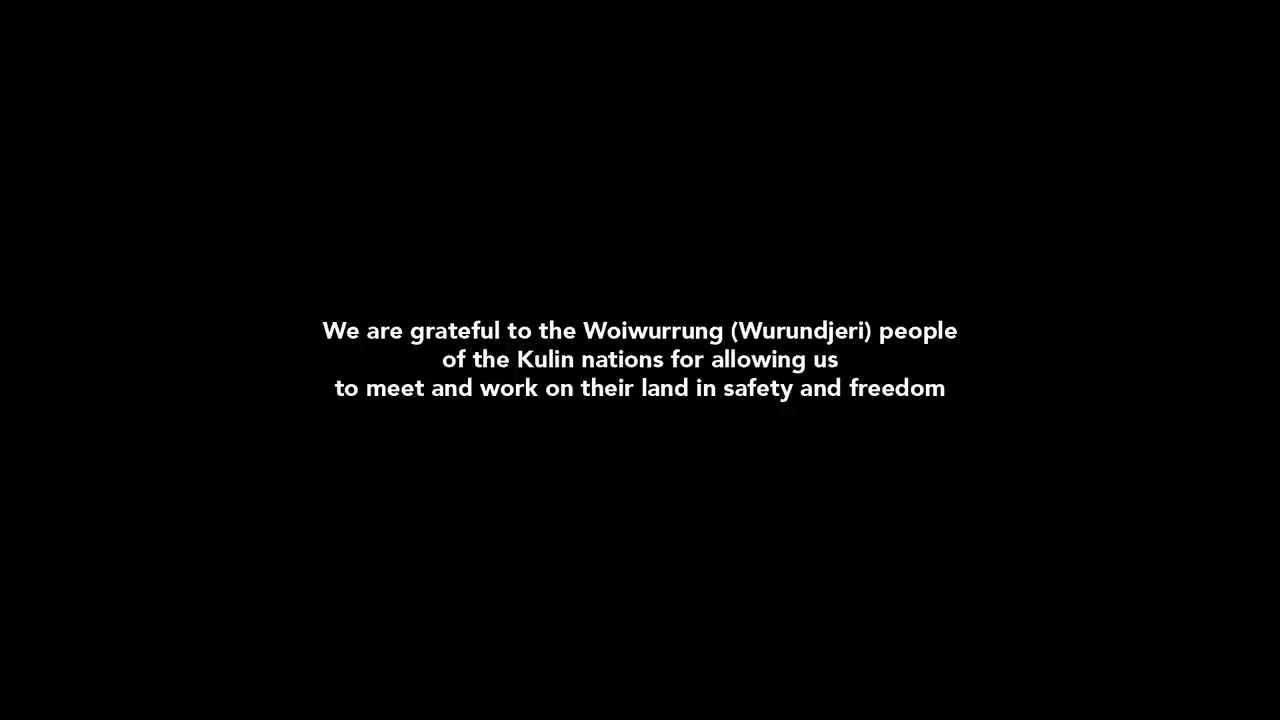 We are grateful to the Woiwurrung (Wurundjeri) people
of the Kulin nations for allowing us
to meet and work on their land in safety and freedom